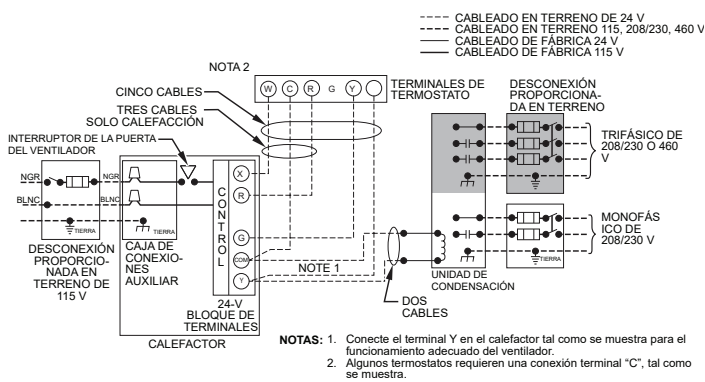 CABLEADO EN TERRENO DE 24 V
CABLEADO EN TERRENO 115, 208/230, 460 V
CABLEADO DE FÁBRICA 24 V
CABLEADO DE FÁBRICA 115 V
NOTA 2
W C R G Y
TERMINALES DE
TERMOSTATO
CINCO CABLES
TRES CABLES
SOLO CALEFACCIÓN
INTERRUPTOR DE LA PUERTA
DEL VENTILADOR
DESCONEXIÓN
PROPORCIONA-
DA EN TERRENO
TRIFÁSICO DE
208/230 O 460
V
NGR
NGR
BLNC
BLNC
TIERRA
TIERRA
CONTROL
X
R
G
COM
Y
NOTE 1
DESCONEXIÓN
PROPORCIO-
NADA EN
TERRENO DE
115 V
CAJA DE
CONEXIO-
NES
AUXILIAR
24-V
BLOQUE DE
TERMINALES
CALEFACTOR
DOS
CABLES
UNIDAD DE
CONDENSACIÓN
TIERRA
MONOFÁS
ICO DE
208/230 V
NOTAS: 1. Conecte el terminal Y en el calefactor tal como se muestra para el
funcionamiento adecuado del ventilador.
2. Algunos termostatos requieren una conexión terminal “C”, tal como
se muestra.